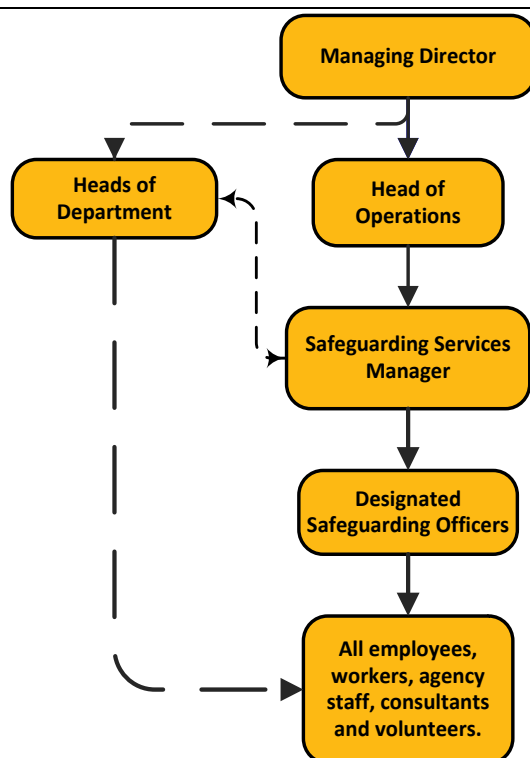 Managing Director
Heads of
Department
Head of
Operations
Safeguarding Services
Manager
Designated
Safeguarding Officers
All employees,
workers, agency
staff, consultants
and volunteers.